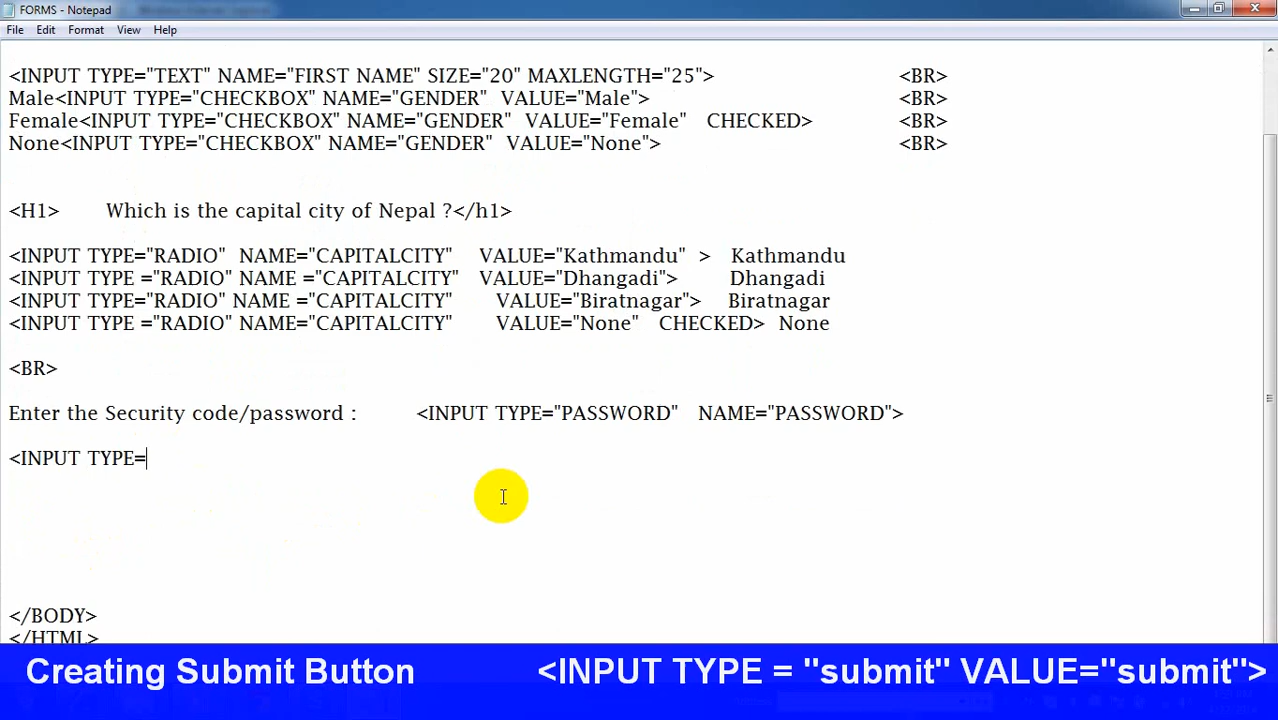 FORMS - Notepad
File Edit Format View Help
<INPUT TYPE="TEXT" NAME="FIRST NAME" SIZE="20" MAXLENGTH="25"> <BR>
Male<INPUT TYPE="CHECKBOX" NAME="GENDER" VALUE="Male"> <BR>
Female<INPUT TYPE="CHECKBOX" NAME="GENDER" VALUE="Female" CHECKED> <BR>
None<INPUT TYPE="CHECKBOX" NAME="GENDER" VALUE="None"> <BR>
<H1> Which is the capital city of Nepal ?</h1>
<INPUT TYPE="RADIO" NAME="CAPITALCITY" VALUE="Kathmandu" > Kathmandu
<INPUT TYPE ="RADIO" NAME ="CAPITALCITY" VALUE="Dhangadi"> Dhangadi
<INPUT TYPE="RADIO" NAME ="CAPITALCITY" VALUE="Biratnagar"> Biratnagar
<INPUT TYPE ="RADIO" NAME="CAPITALCITY" VALUE="None" CHECKED> None
<BR>
Enter the Security code/password : <INPUT TYPE="PASSWORD" NAME="PASSWORD">
<INPUT TYPE=
</BODY>
</HTML>
Creating Submit Button <INPUT TYPE = "submit" VALUE="submit">